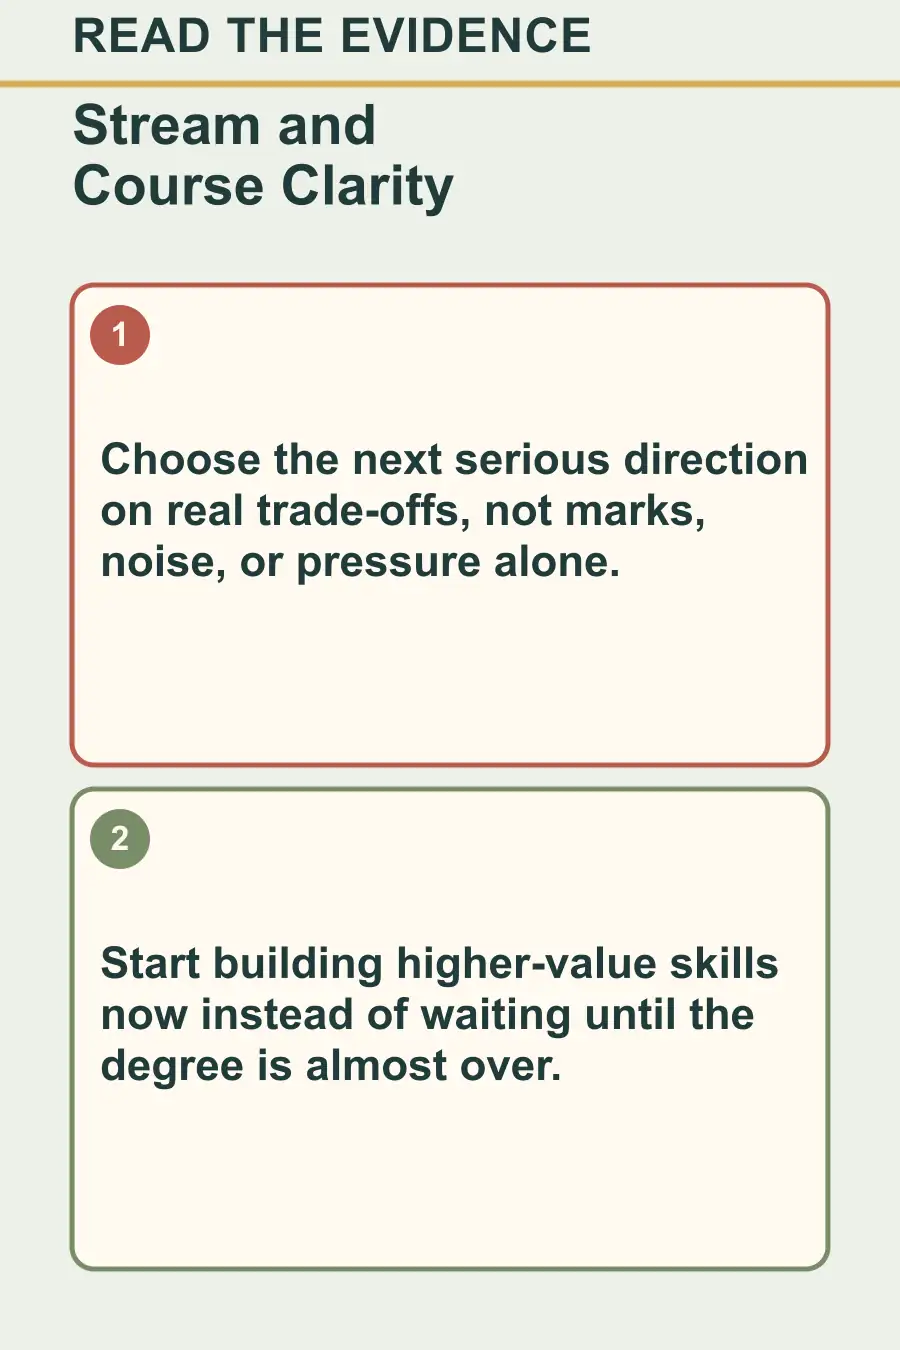 READ THE EVIDENCE
Stream and
Course Clarity
1
Choose the next serious direction
on real trade-offs, not marks,
noise, or pressure alone.
2
Start building higher-value skills
now instead of waiting until the
degree is almost over.